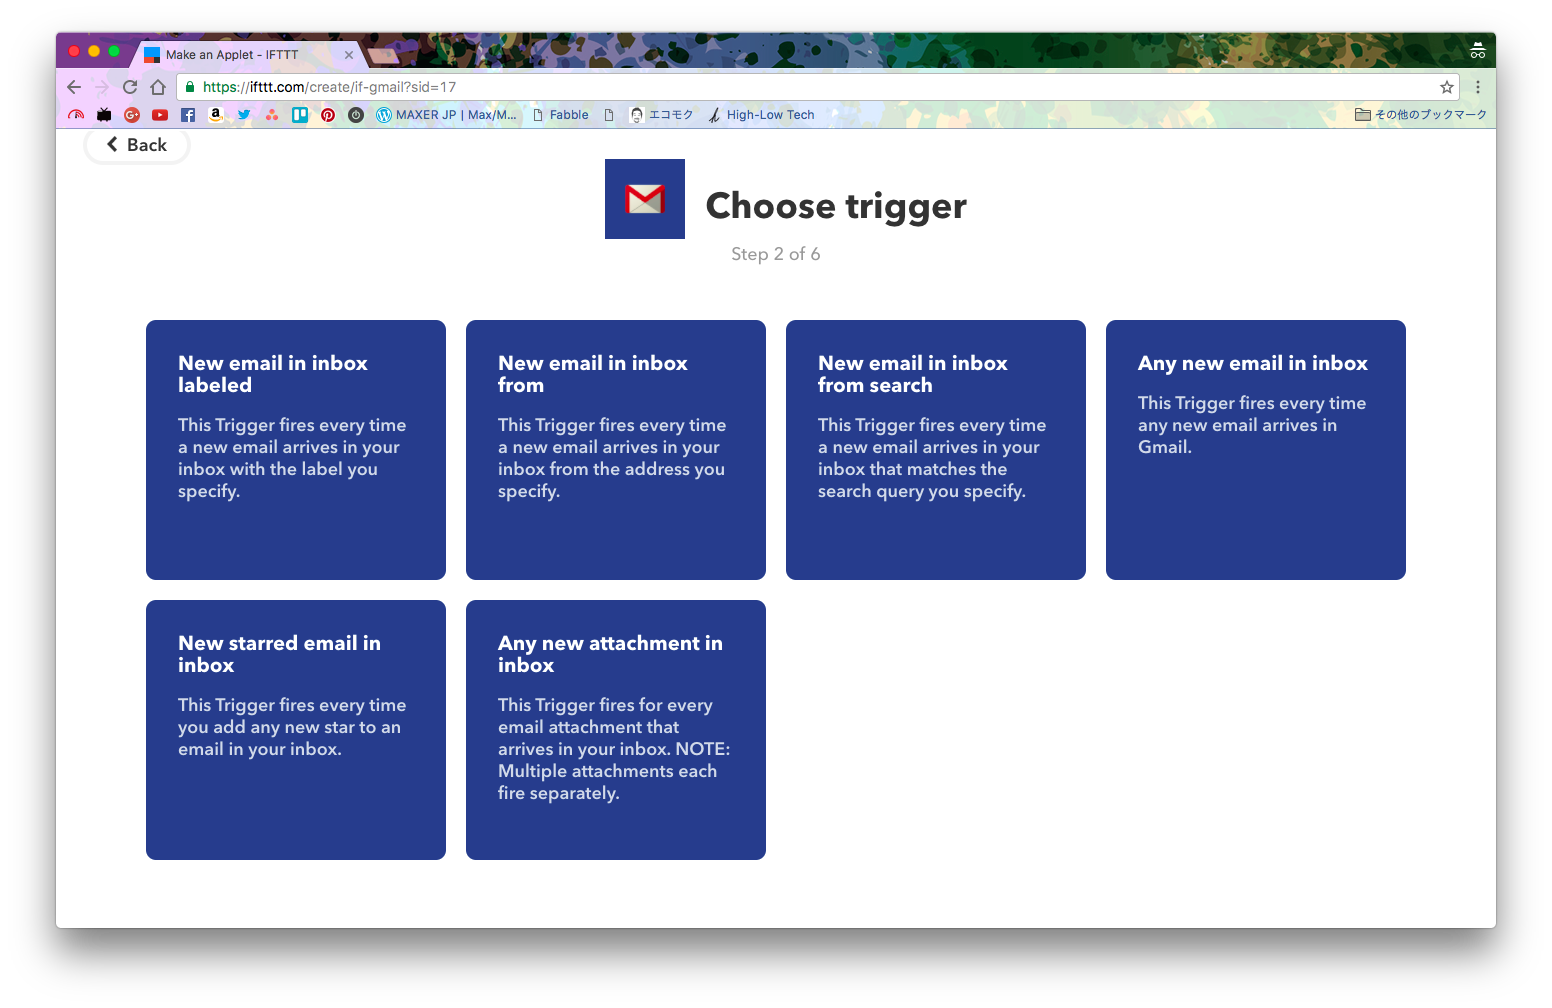 Make an Applet - IFTTT
https://ifttt.com/create/if-gmail?sid=17
MAXER JP | Max/M... Fabble エコモク High-Low Tech その他のブックマーク
Back
Choose trigger
Step 2 of 6
New email in inbox
labeled
This Trigger fires every time
a new email arrives in your
inbox with the label you
specify.
New email in inbox
from
This Trigger fires every time
a new email arrives in your
inbox from the address you
specify.
New email in inbox
from search
This Trigger fires every time
a new email arrives in your
inbox that matches the
search query you specify.
Any new email in inbox
This Trigger fires every time
any new email arrives in
Gmail.
New starred email in
inbox
This Trigger fires every time
you add any new star to an
email in your inbox.
Any new attachment in
inbox
This Trigger fires for every
email attachment that
arrives in your inbox. NOTE:
Multiple attachments each
fire separately.